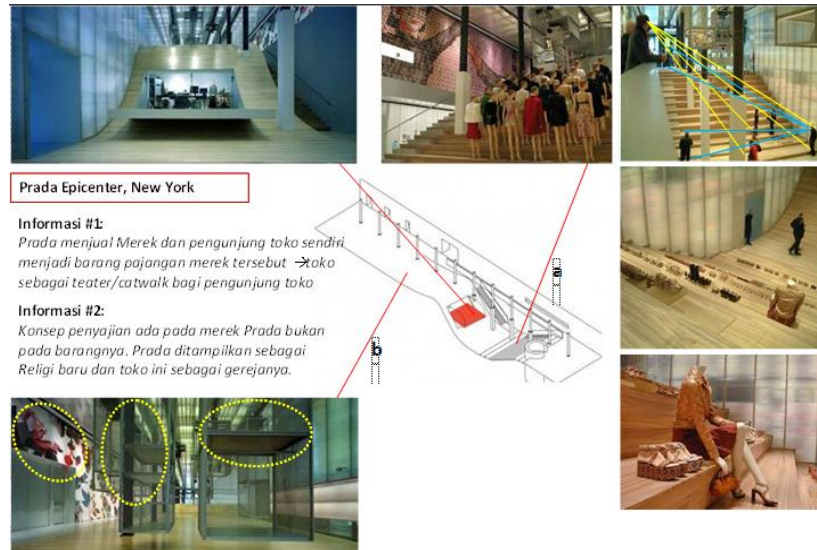 Prada Epicenter, New York
Informasi #1:
Prada menjual Merek dan pengunjung toko sendiri
menjadi barang pajangan merek tersebut →toko
sebagai teater/catwalk bagi pengunjung toko
Informasi #2:
Konsep penyajian ada pada merek Prada bukan
pada barangnya. Prada ditampilkan sebagai
Religi baru dan toko ini sebagai gerejanya.
a
b